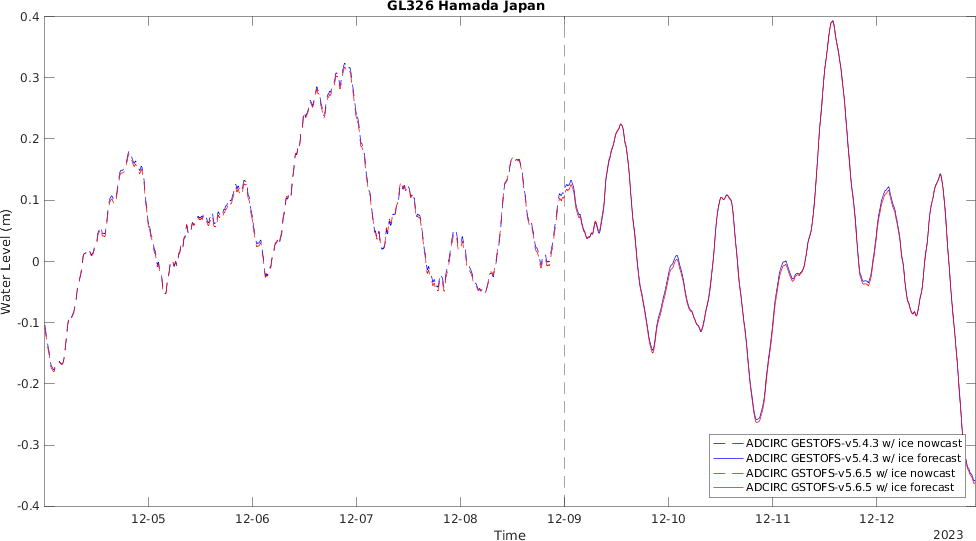 GL326 Hamada Japan
0.4
0.3
0.2
0.1
0
-0.1
-0.2
-0.3
-0.4
Water Level (m)
ADCIRC GESTOFS-v5.4.3 w/ ice nowcast
ADCIRC GESTOFS-v5.4.3 w/ ice forecast
ADCIRC GSTOFS-v5.6.5 w/ ice nowcast
ADCIRC GSTOFS-v5.6.5 w/ ice forecast
12-05 12-06 12-07 12-08 12-09 12-10 12-11 12-12
Time
2023